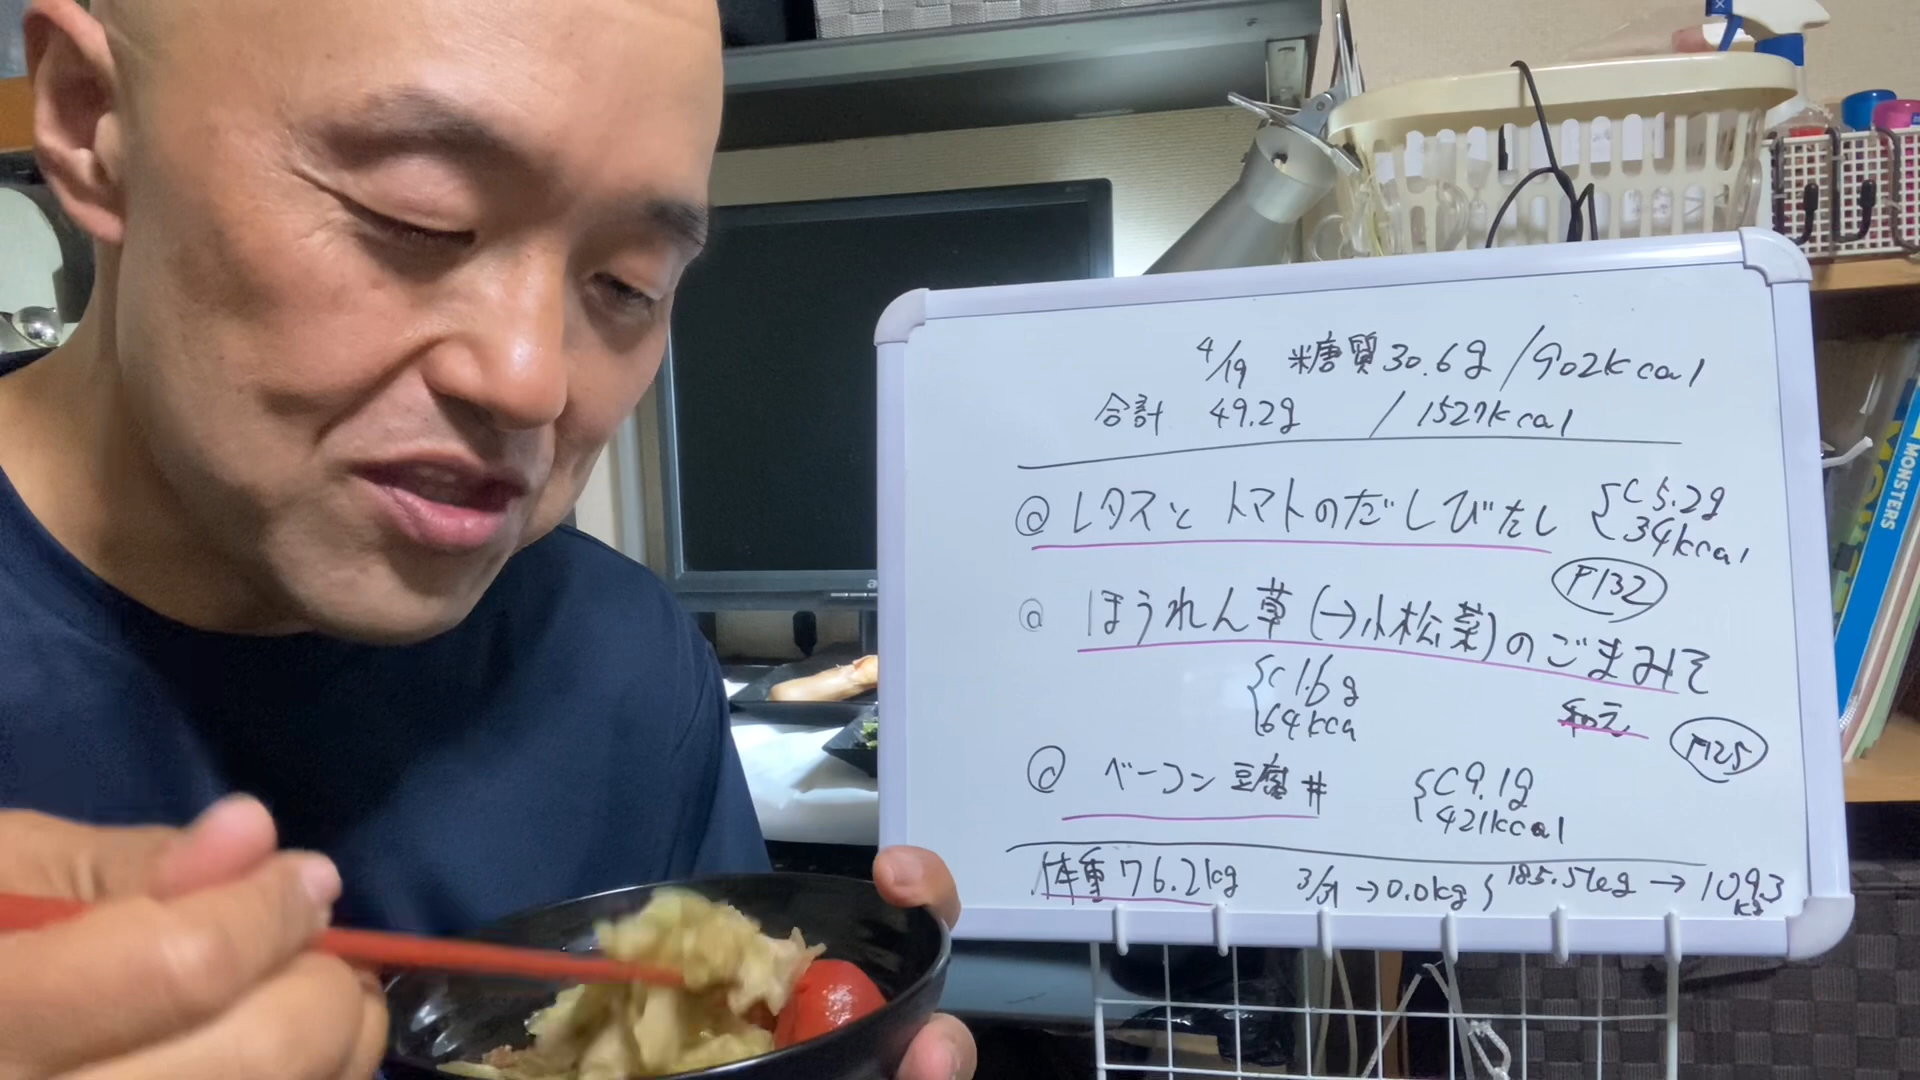 4/19 糖質30.6g/902kcal
合計 49.2g / 1527kcal
@レタスとトマトのだしびたし {C5.2g
34kcal
P132
@ほうれん草(→小松菜)のごまみそ
{C1.6g
64kca
和え
P125
@ベーコン豆腐丼 {C9.1g
421kcal
体重76.2kg 3/31→0.0kg { 185.5kg→109.3
kg
MONSTERS